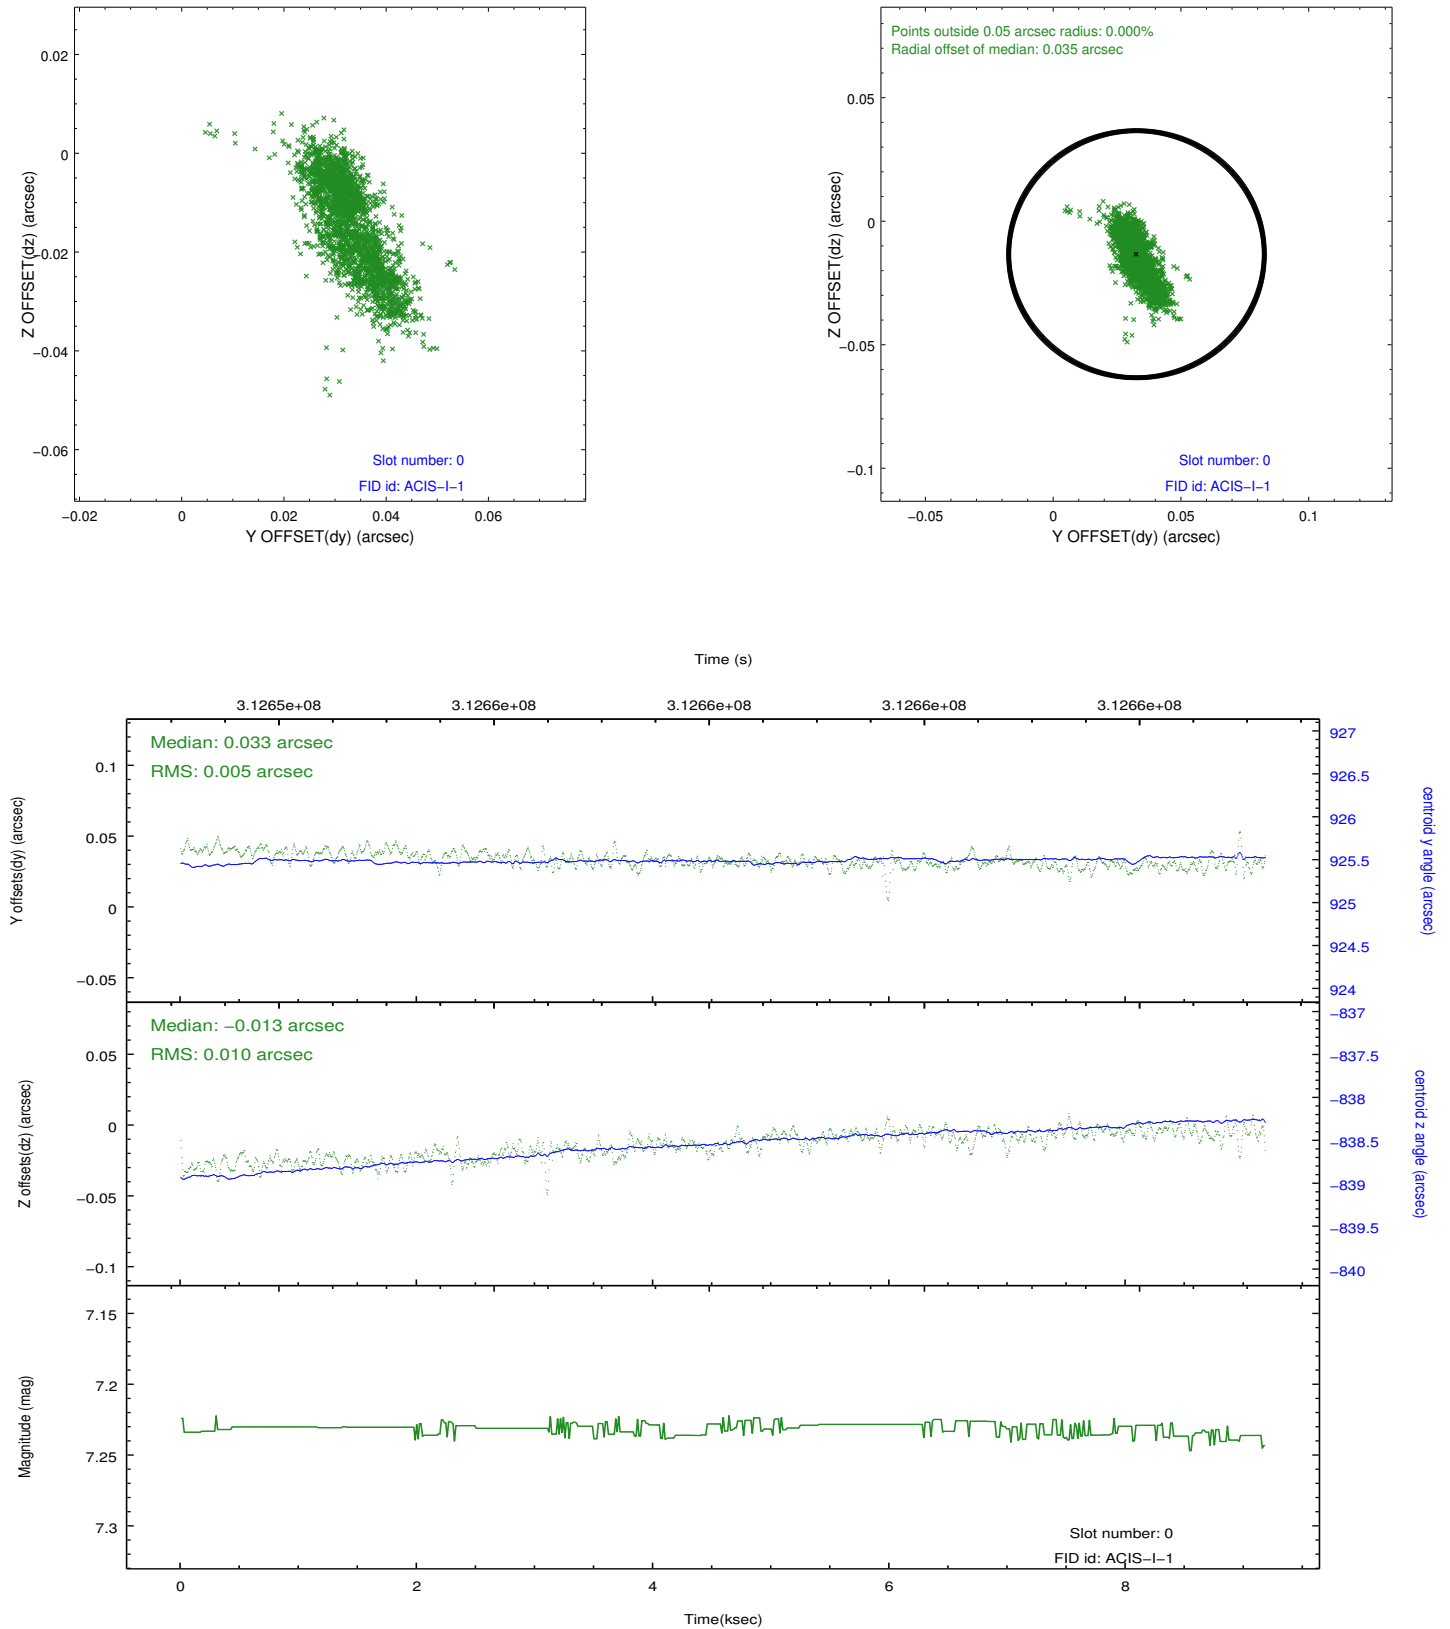 0.02
0
−0.02
−0.04
−0.06
Z OFFSET(dz) (arcsec)
Slot number: 0
FID id: ACIS−I−1
−0.02
0
0.02
0.04
0.06
Y OFFSET(dy) (arcsec)
Points outside 0.05 arcsec radius: 0.000%
Radial offset of median: 0.035 arcsec
0.05
0
−0.05
−0.1
Z OFFSET(dz) (arcsec)
Slot number: 0
FID id: ACIS−I−1
−0.05
0
0.05
0.1
Y OFFSET(dy) (arcsec)
Time (s)
3.1265e+08
3.1266e+08
3.1266e+08
3.1266e+08
3.1266e+08
Median: 0.033 arcsec
RMS: 0.005 arcsec
0.1
0.05
0
−0.05
Y offsets(dy) (arcsec)
927
926.5
926
925.5
925
924.5
924
centroid y angle (arcsec)
Median: −0.013 arcsec
RMS: 0.010 arcsec
0.05
0
−0.05
−0.1
Z offsets(dz) (arcsec)
−837
−837.5
−838
−838.5
−839
−839.5
−840
centroid z angle (arcsec)
7.15
7.2
7.25
7.3
Magnitude (mag)
Slot number: 0
FID id: ACIS−I−1
0
2
4
6
8
Time(ksec)